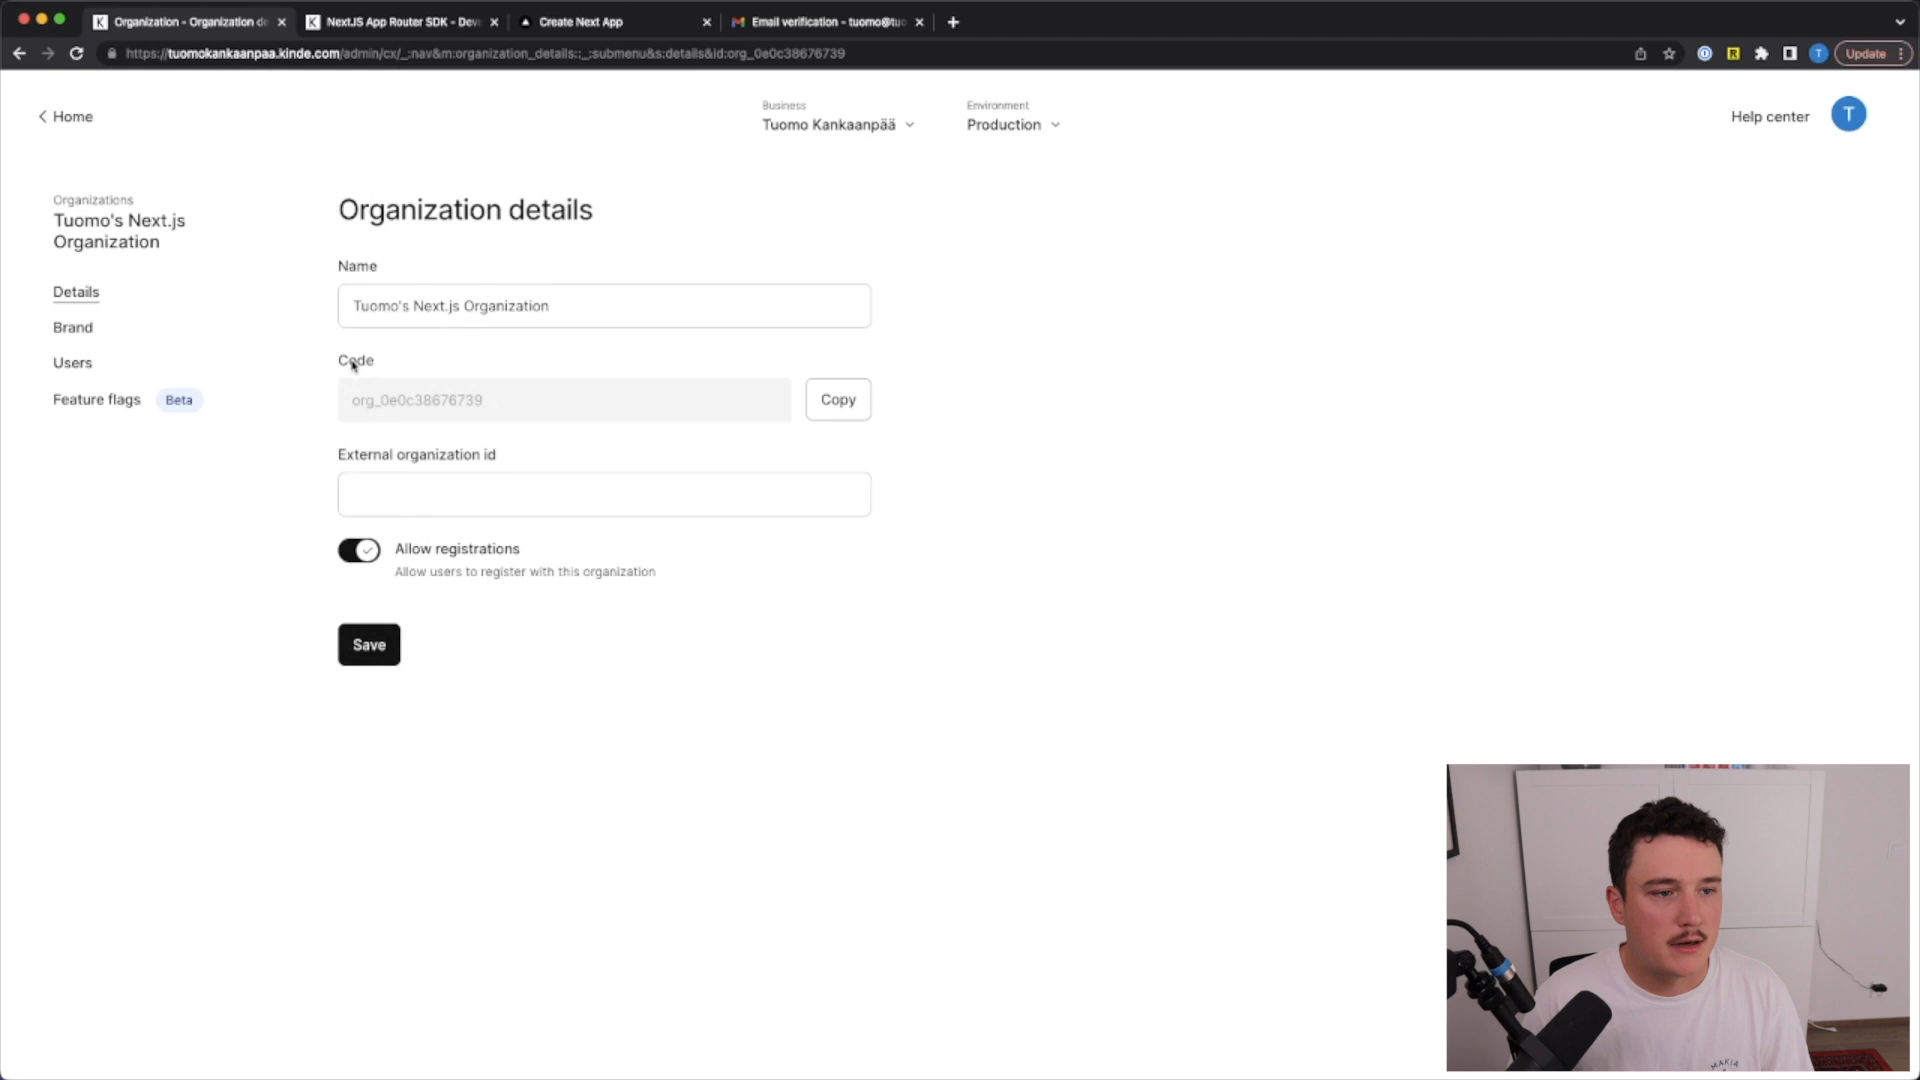 Organization - Organization de
NextJS App Router SDK - Dev
Create Next App
Email verification - tuomo@tuo
https://tuomokankaanpaa.kinde.com/admin/cx/_:nav&m:organization_details::_:submenu&s:details&id:org_0e0c38676739
Update
Home
Business
Tuomo Kankaanpää
Environment
Production
Help center
T
Organizations
Tuomo's Next.js
Organization
Details
Brand
Users
Feature flags Beta
Organization details
Name
Tuomo's Next.js Organization
Code
org_0e0c38676739
Copy
External organization id
Allow registrations
Allow users to register with this organization
Save
MAKIA